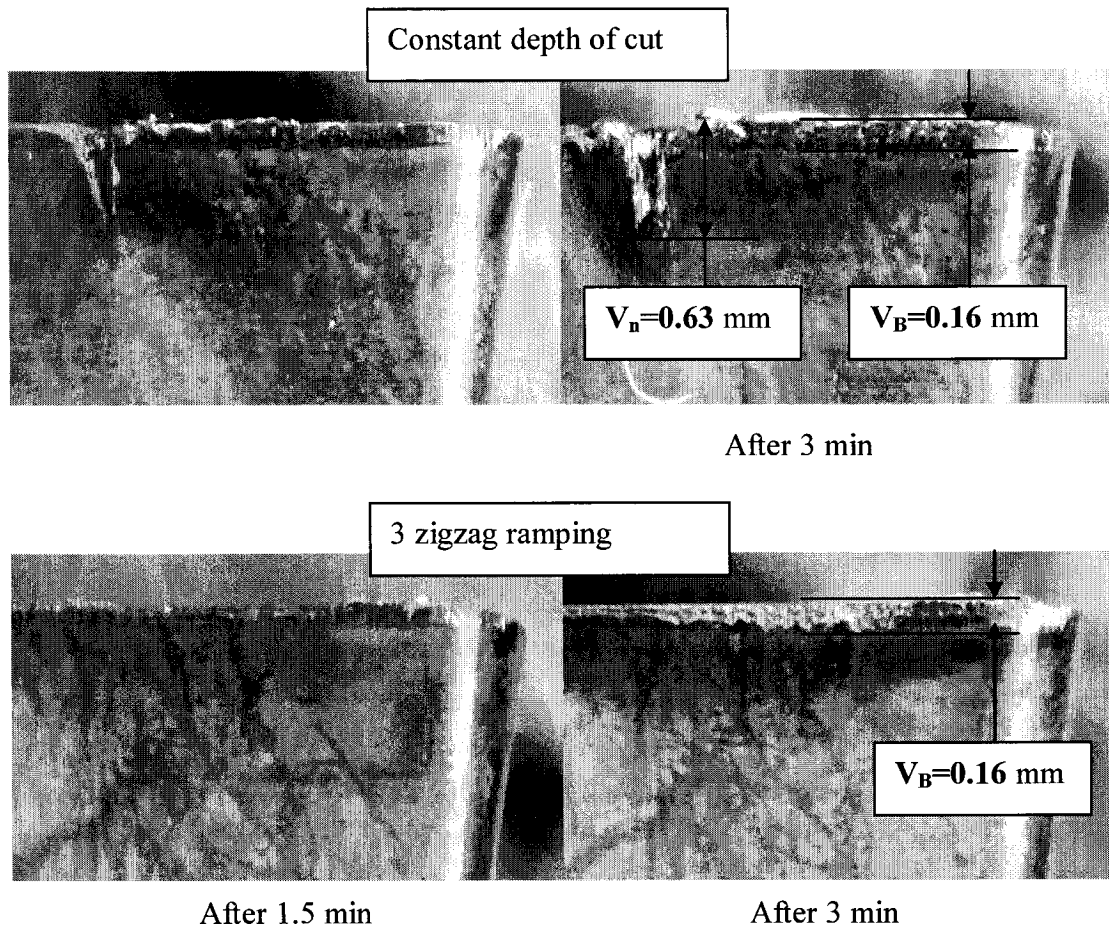 Constant depth of cut
Vn=0.63 mm
VB=0.16 mm
After 3 min
3 zigzag ramping
VB=0.16 mm
After 1.5 min
After 3 min